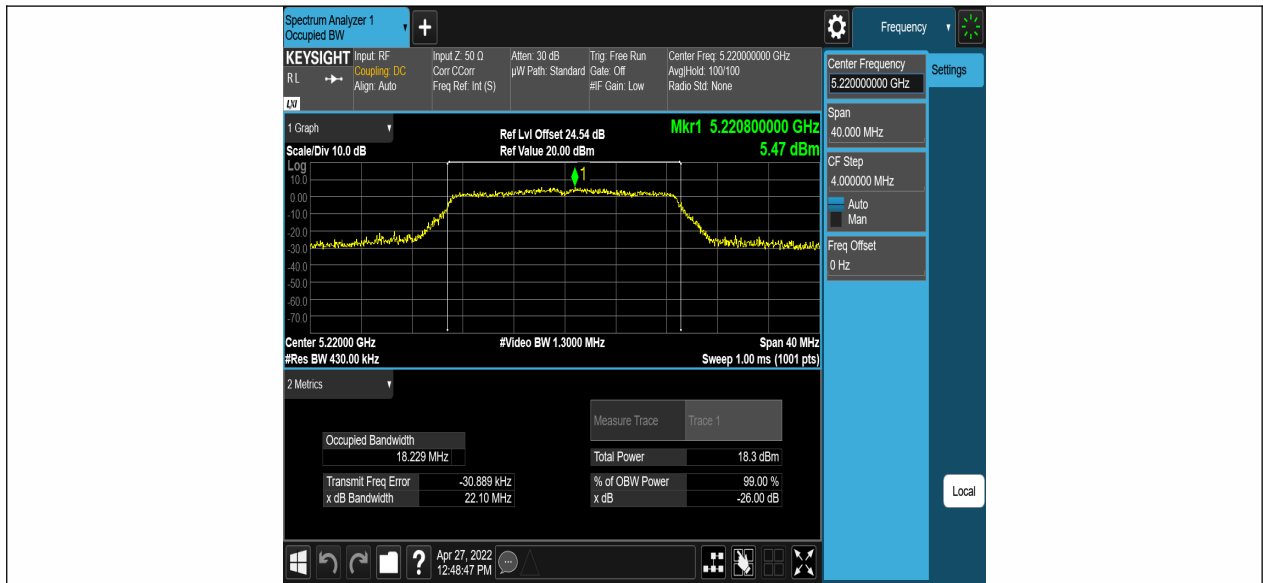 Spectrum Analyzer 1
Occupied BW
+
Frequency
KEYSIGHT
RL
LXI
Input: RF
Coupling: DC
Align: Auto
Input Z: 50 Ω
Corr CCorr
Freq Ref: Int (S)
Atten: 30 dB
µW Path: Standard
Trig: Free Run
Gate: Off
#IF Gain: Low
Center Freq: 5.220000000 GHz
Avg|Hold: 100/100
Radio Std: None
Center Frequency
5.220000000 GHz
Settings
Span
40.000 MHz
CF Step
4.000000 MHz
Auto
Man
Freq Offset
0 Hz
Local
1 Graph
Scale/Div 10.0 dB
Ref Lvl Offset 24.54 dB
Ref Value 20.00 dBm
Mkr1 5.220800000 GHz
5.47 dBm
Log
10.0
0.00
-10.0
-20.0
-30.0
-40.0
-50.0
-60.0
-70.0
1
Center 5.22000 GHz
#Res BW 430.00 kHz
#Video BW 1.3000 MHz
Span 40 MHz
Sweep 1.00 ms (1001 pts)
2 Metrics
Measure Trace Trace 1
Occupied Bandwidth
18.229 MHz
Total Power 18.3 dBm
Transmit Freq Error -30.889 kHz
x dB Bandwidth 22.10 MHz
% of OBW Power 99.00 %
x dB -26.00 dB
?
Apr 27, 2022
12:48:47 PM